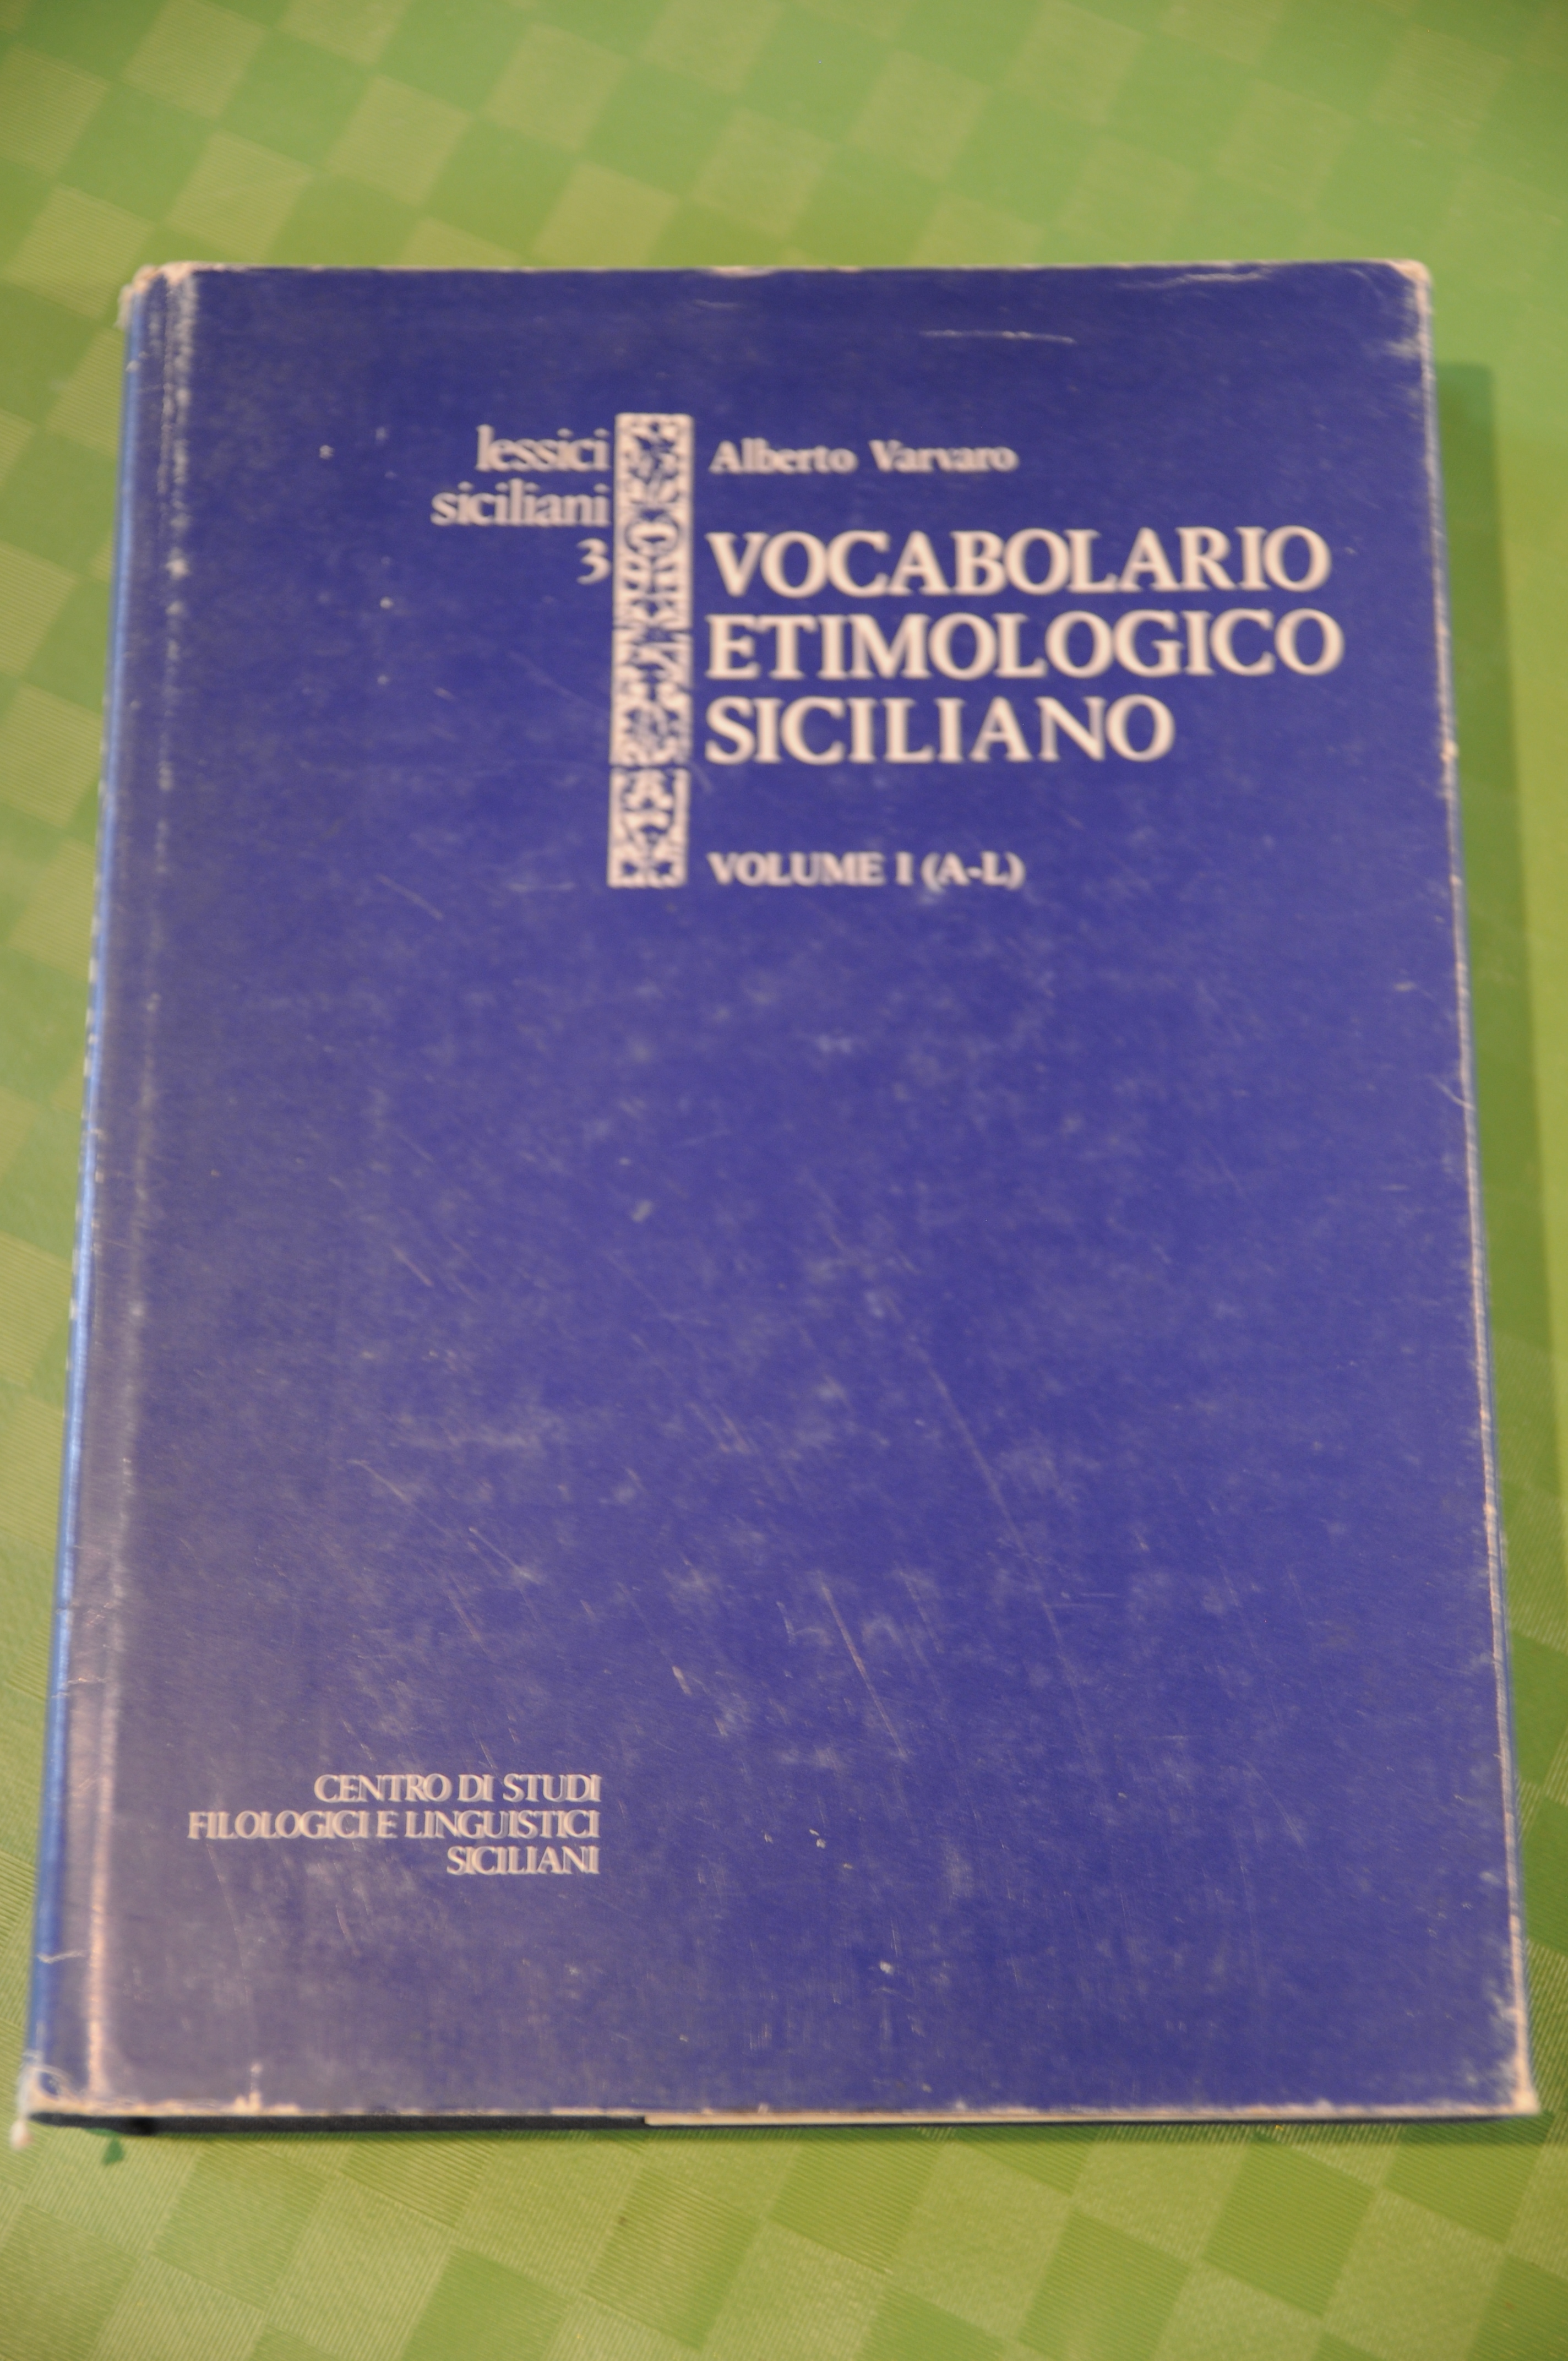 lessici
siciliani
3
Alberto Varvaro
VOCABOLARIO
ETIMOLOGICO
SICILIANO
VOLUME I (A-L)
CENTRO DI STUDI
FILOLOGICI E LINGUISTICI
SICILIANI